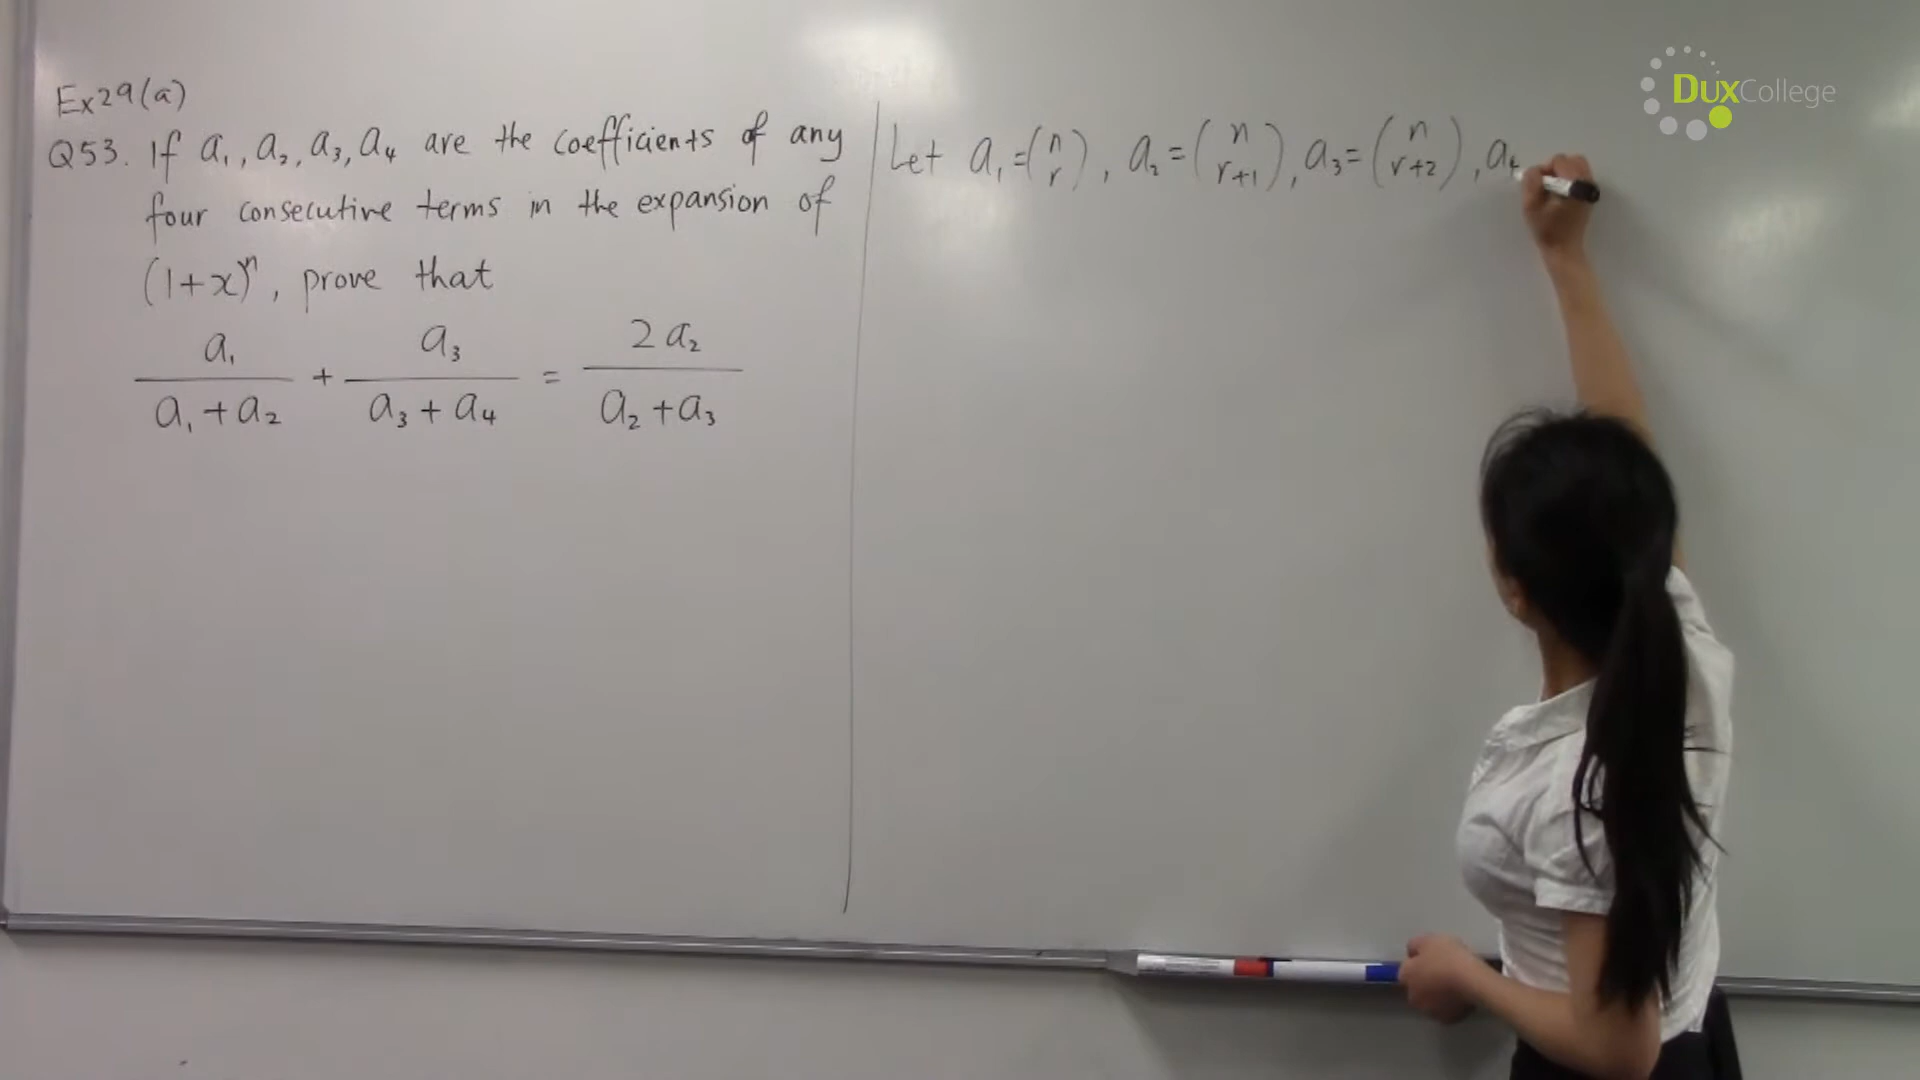 Ex29(a)
Q53. If a₁, a₂, a₃, a₄ are the coefficients of any
four consecutive terms in the expansion of
(1+x)ⁿ, prove that
a₁/(a₁+a₂) + a₃/(a₃+a₄) = 2a₂/(a₂+a₃)
Let a₁=(n r), a₂=(n r+1), a₃=(n r+2), a₄
DuxCollege